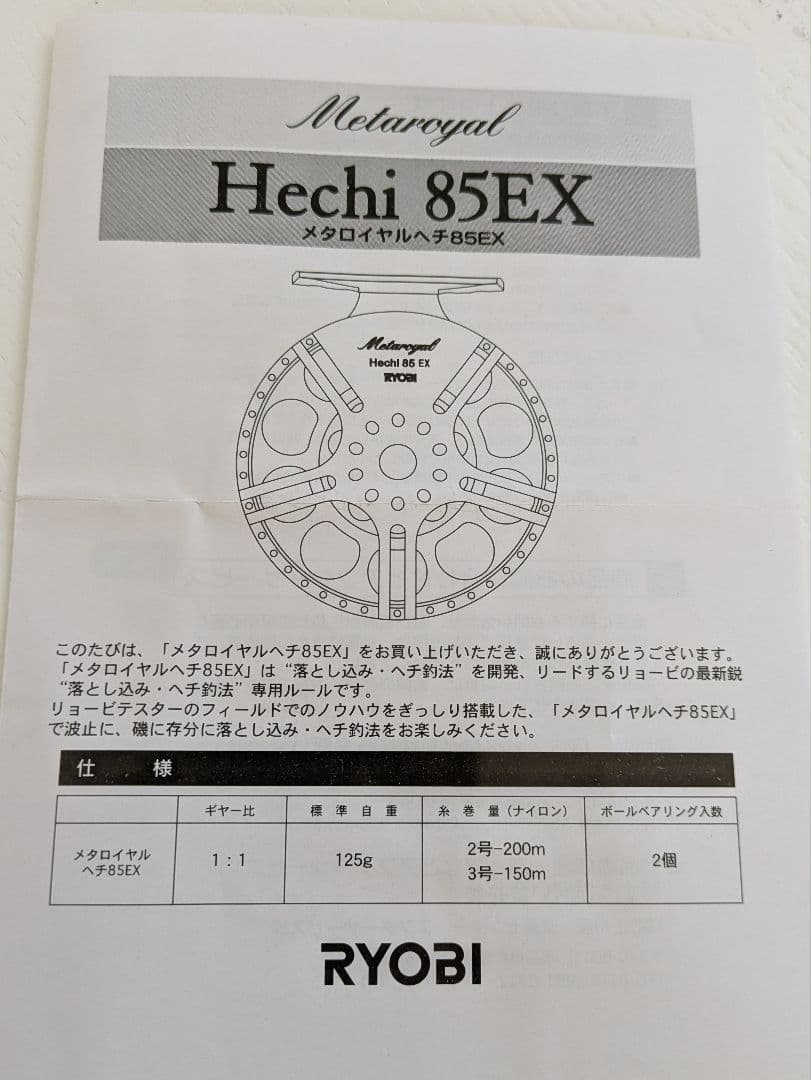 Metaroyal
Hechi 85EX
メタロイヤルヘチ85EX
Metaroyal
Hechi 85 EX
RYOBI
このたびは、「メタロイヤルヘチ85EX」をお買い上げいただき、誠にありがとうございます。
「メタロイヤルヘチ85EX」は“落とし込み・ヘチ釣法”を開発、リードするリョービの最新鋭
“落とし込み・ヘチ釣法”専用ルールです。
リョービテスターのフィールドでのノウハウをぎっしり搭載した、「メタロイヤルヘチ85EX」
で波止に、磯に存分に落とし込み・ヘチ釣法をお楽しみください。
仕 様
ギヤー比 標 準 自 重 糸 巻 量（ナイロン） ボールベアリング入数
メタロイヤル
ヘチ85EX
1：1 125g 2号-200m
3号-150m
2個
RYOBI